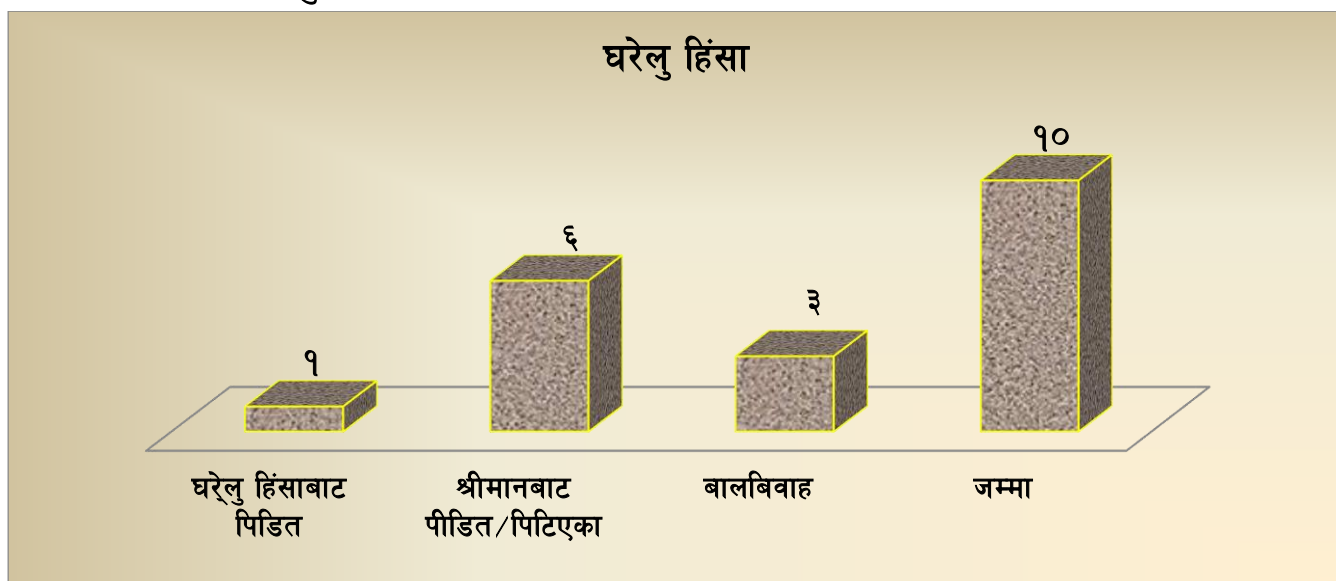 घरेलु हिंसा
१०
६
३
१
घरे्लु हिंसाबाट
पिडित
श्रीमानबाट
पीडित/पिटिएका
बालबिवाह
जम्मा